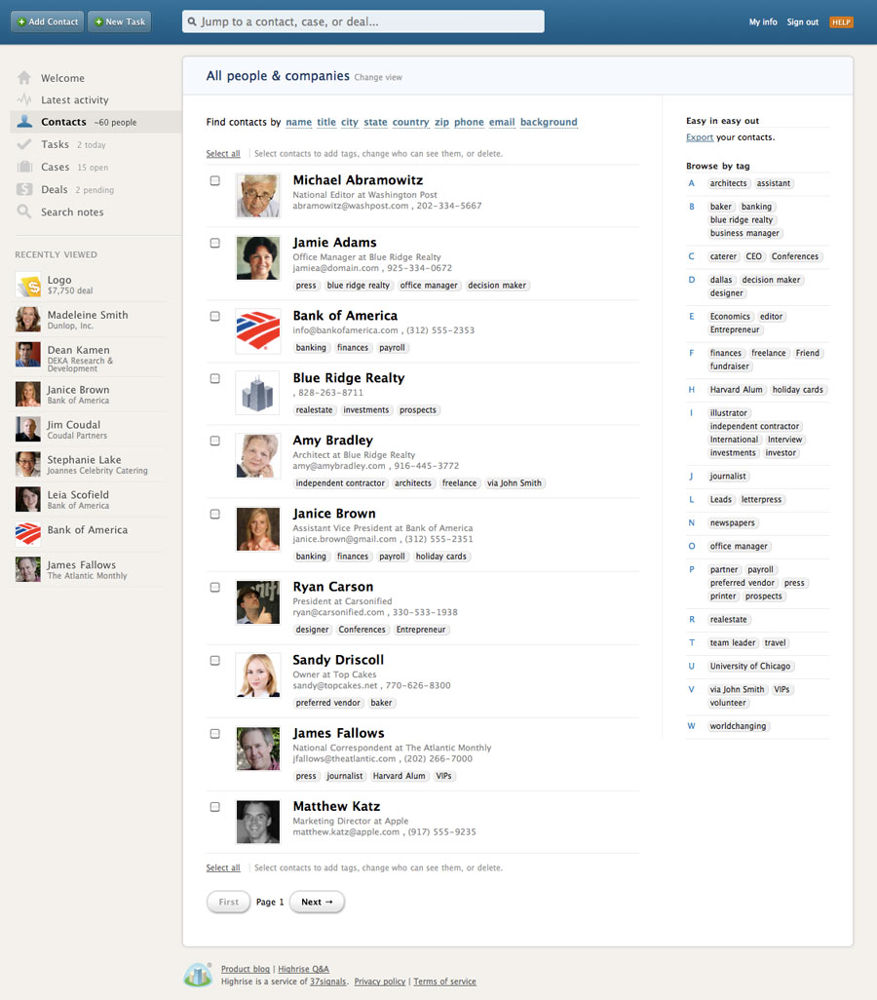 Add Contact
New Task
Jump to a contact, case, or deal...
My info
Sign out
HELP
Welcome
Latest activity
Contacts ~60 people
Tasks 2 today
Cases 15 open
Deals 2 pending
Search notes
RECENTLY VIEWED
Logo
$7,750 deal
Madeleine Smith
Dunlop, Inc.
Dean Kamen
DEKA Research &
Development
Janice Brown
Bank of America
Jim Coudal
Coudal Partners
Stephanie Lake
Joannes Celebrity Catering
Leia Scofield
Bank of America
Bank of America
James Fallows
The Atlantic Monthly
All people & companies Change view
Find contacts by name title city state country zip phone email background
Select all | Select contacts to add tags, change who can see them, or delete.
Michael Abramowitz
National Editor at Washington Post
abramowitz@washpost.com , 202-334-5667
Jamie Adams
Office Manager at Blue Ridge Realty
jamiea@domain.com , 925-334-0672
press blue ridge realty office manager decision maker
Bank of America
info@bankofamerica.com , (312) 555-2353
banking finances payroll
Blue Ridge Realty
, 828-263-8711
realestate investments prospects
Amy Bradley
Architect at Blue Ridge Realty
amy@amybradley.com , 916-445-3772
independent contractor architects freelance via John Smith
Janice Brown
Assistant Vice President at Bank of America
janice.brown@gmail.com , (312) 555-2351
banking finances payroll holiday cards
Ryan Carson
President at Carsonified
ryan@carsonified.com , 330-533-1938
designer Conferences Entrepreneur
Sandy Driscoll
Owner at Top Cakes
sandy@topcakes.net , 770-626-8300
preferred vendor baker
James Fallows
National Correspondent at The Atlantic Monthly
jfallows@theatlantic.com , (202) 266-7000
press journalist Harvard Alum VIPs
Matthew Katz
Marketing Director at Apple
matthew.katz@apple.com , (917) 555-9235
Select all | Select contacts to add tags, change who can see them, or delete.
First Page 1 Next →
Easy in easy out
Export your contacts.
Browse by tag
A architects assistant
B baker banking
blue ridge realty
business manager
C caterer CEO Conferences
D dallas decision maker
designer
E Economics editor
Entrepreneur
F finances freelance Friend
fundraiser
H Harvard Alum holiday cards
I illustrator
independent contractor
International Interview
investments investor
J journalist
L Leads letterpress
N newspapers
O office manager
P partner payroll
preferred vendor press
printer prospects
R realestate
T team leader travel
U University of Chicago
V via John Smith VIPs
volunteer
W worldchanging
Product blog | Highrise Q&A
Highrise is a service of 37signals. Privacy policy | Terms of service